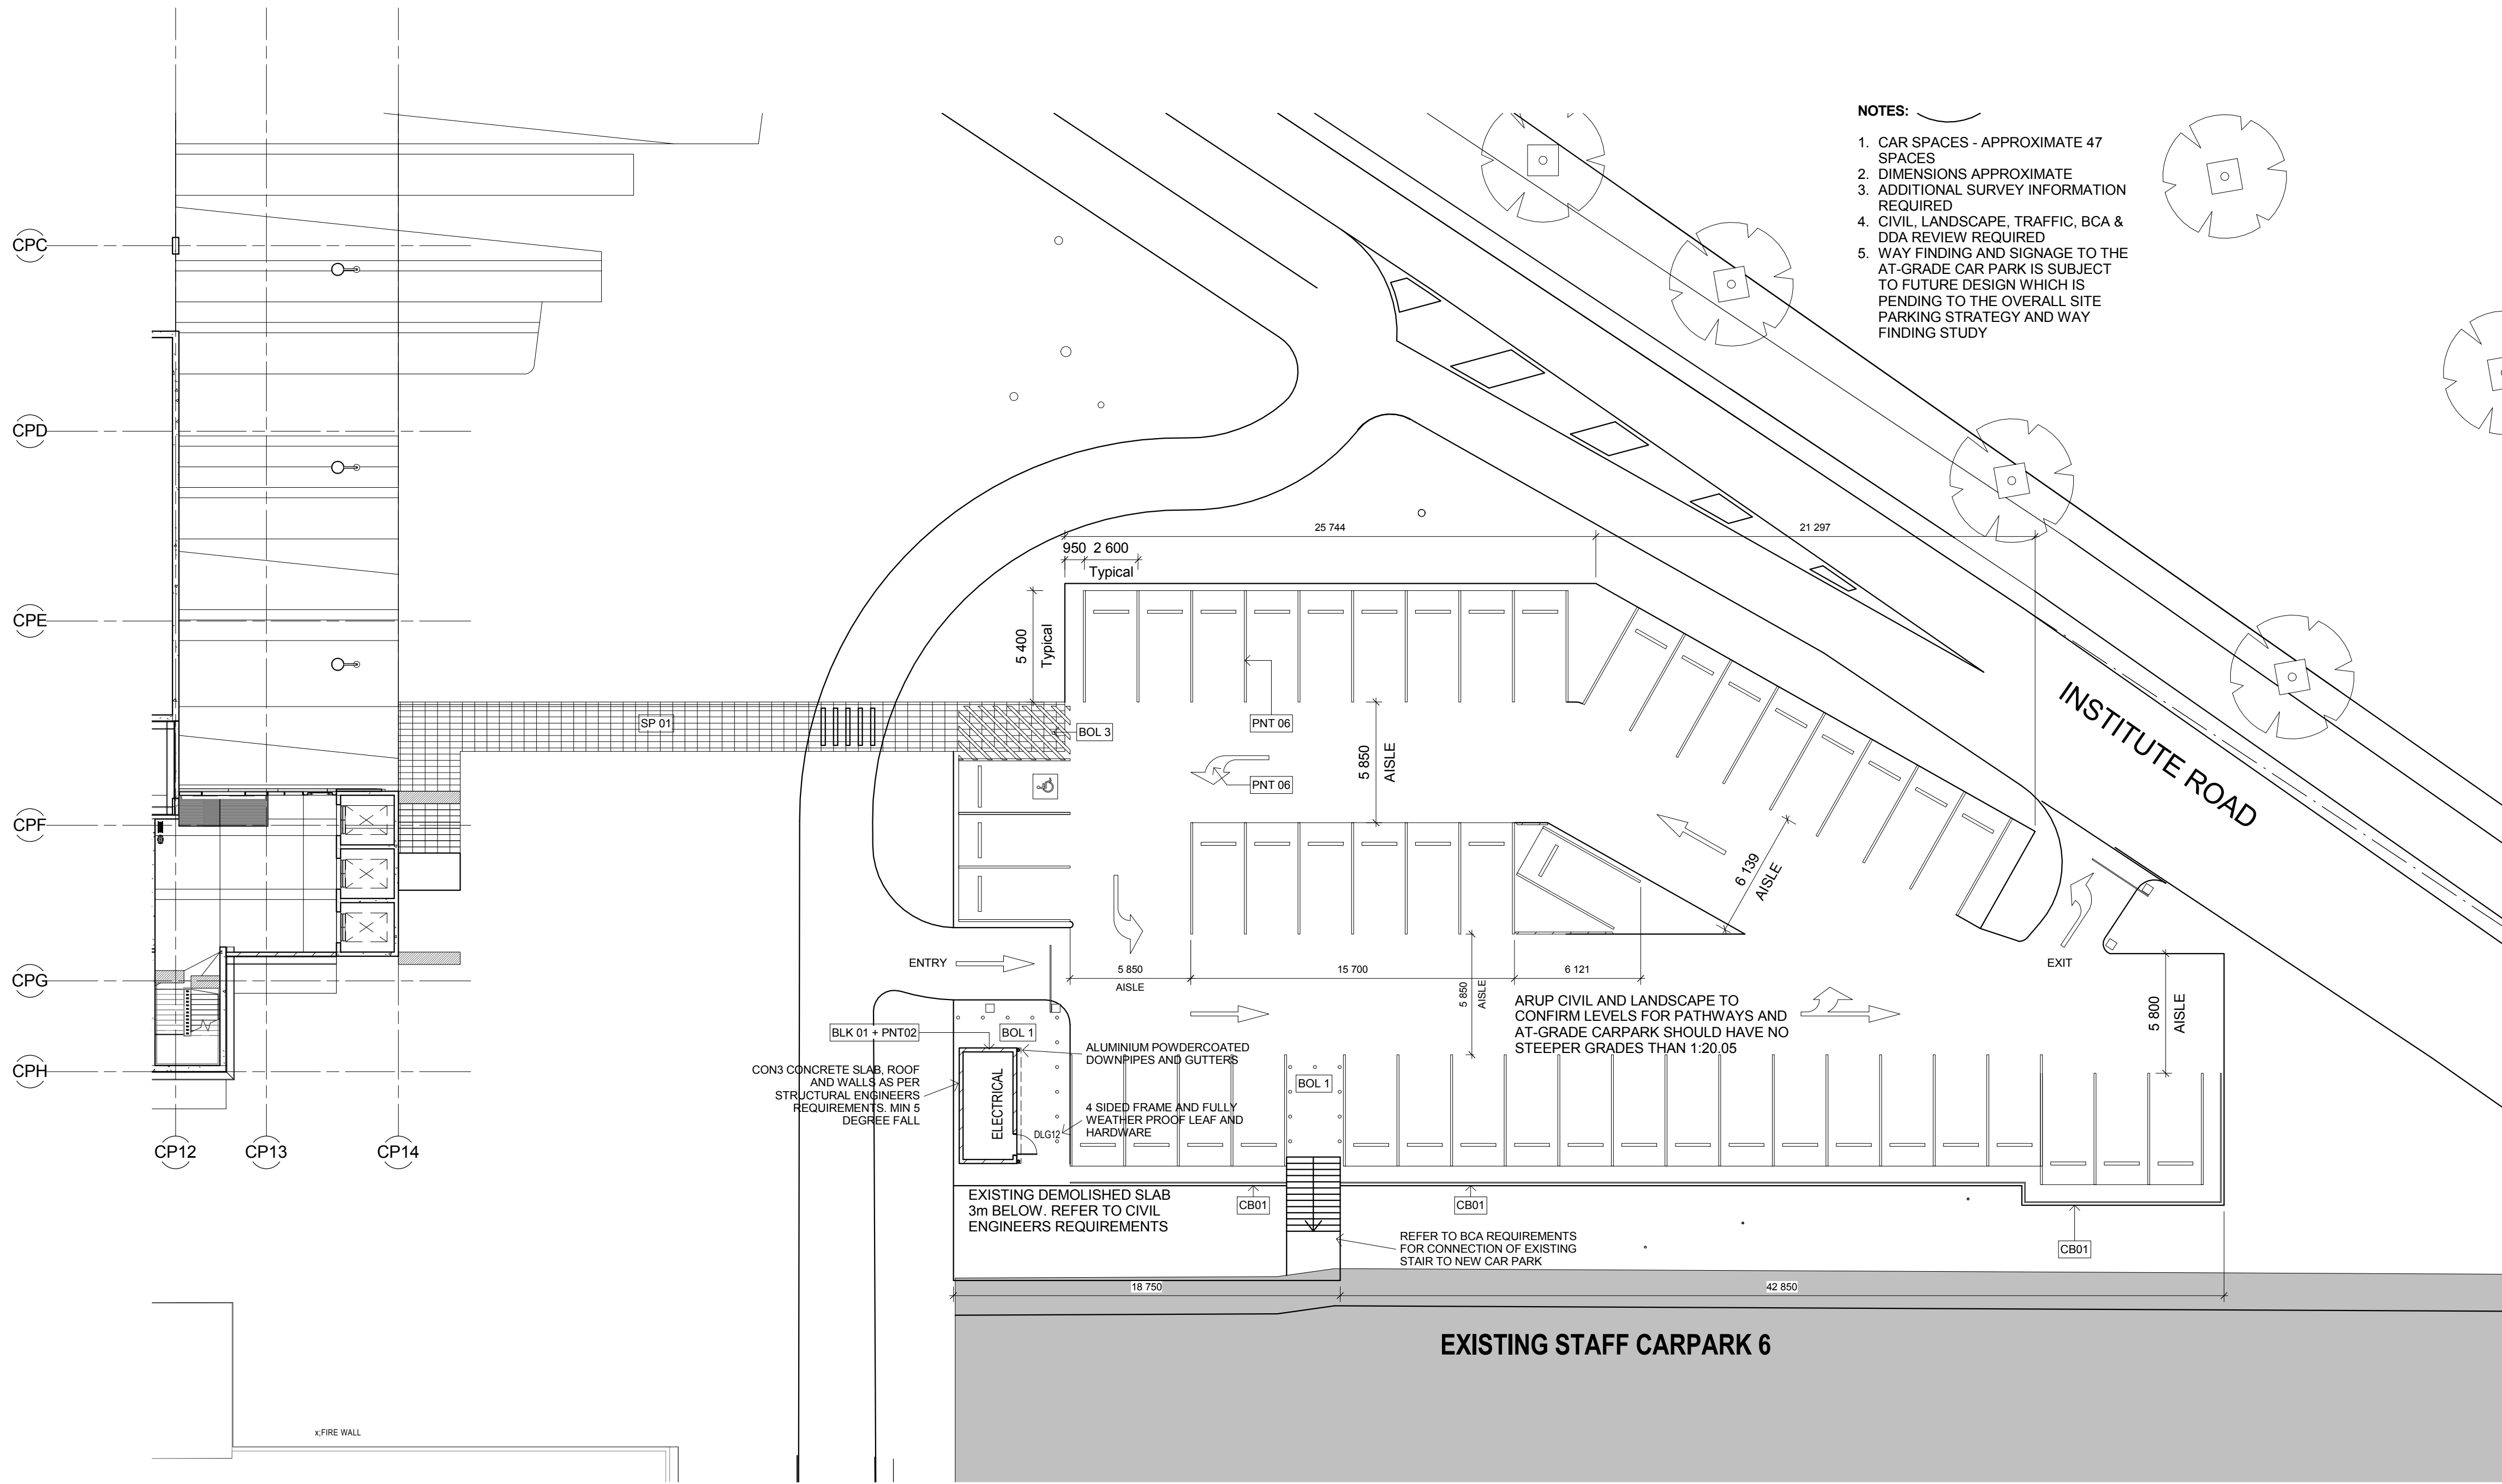 NOTES:
1. CAR SPACES - APPROXIMATE 47
SPACES
2. DIMENSIONS APPROXIMATE
3. ADDITIONAL SURVEY INFORMATION
REQUIRED
4. CIVIL, LANDSCAPE, TRAFFIC, BCA &
DDA REVIEW REQUIRED
5. WAY FINDING AND SIGNAGE TO THE
AT-GRADE CAR PARK IS SUBJECT
TO FUTURE DESIGN WHICH IS
PENDING TO THE OVERALL SITE
PARKING STRATEGY AND WAY
FINDING STUDY
CPC
CPD
CPE
CPF
CPG
CPH
CP12
CP13
CP14
25 744
21 297
950
2 600
Typical
5 400
Typical
SP 01
BOL 3
PNT 06
PNT 06
5 850
AISLE
6 139
AISLE
INSTITUTE ROAD
ENTRY
5 850
AISLE
15 700
6 121
5 850
AISLE
EXIT
5 800
AISLE
ARUP CIVIL AND LANDSCAPE TO
CONFIRM LEVELS FOR PATHWAYS AND
AT-GRADE CARPARK SHOULD HAVE NO
STEEPER GRADES THAN 1:20.05
BLK 01 + PNT02
BOL 1
ALUMINIUM POWDERCOATED
DOWNPIPES AND GUTTERS
CON3 CONCRETE SLAB, ROOF
AND WALLS AS PER
STRUCTURAL ENGINEERS
REQUIREMENTS. MIN 5
DEGREE FALL
ELECTRICAL
DLG12
4 SIDED FRAME AND FULLY
WEATHER PROOF LEAF AND
HARDWARE
BOL 1
EXISTING DEMOLISHED SLAB
3m BELOW. REFER TO CIVIL
ENGINEERS REQUIREMENTS
CB01
CB01
CB01
REFER TO BCA REQUIREMENTS
FOR CONNECTION OF EXISTING
STAIR TO NEW CAR PARK
18 750
42 850
EXISTING STAFF CARPARK 6
x;FIRE WALL